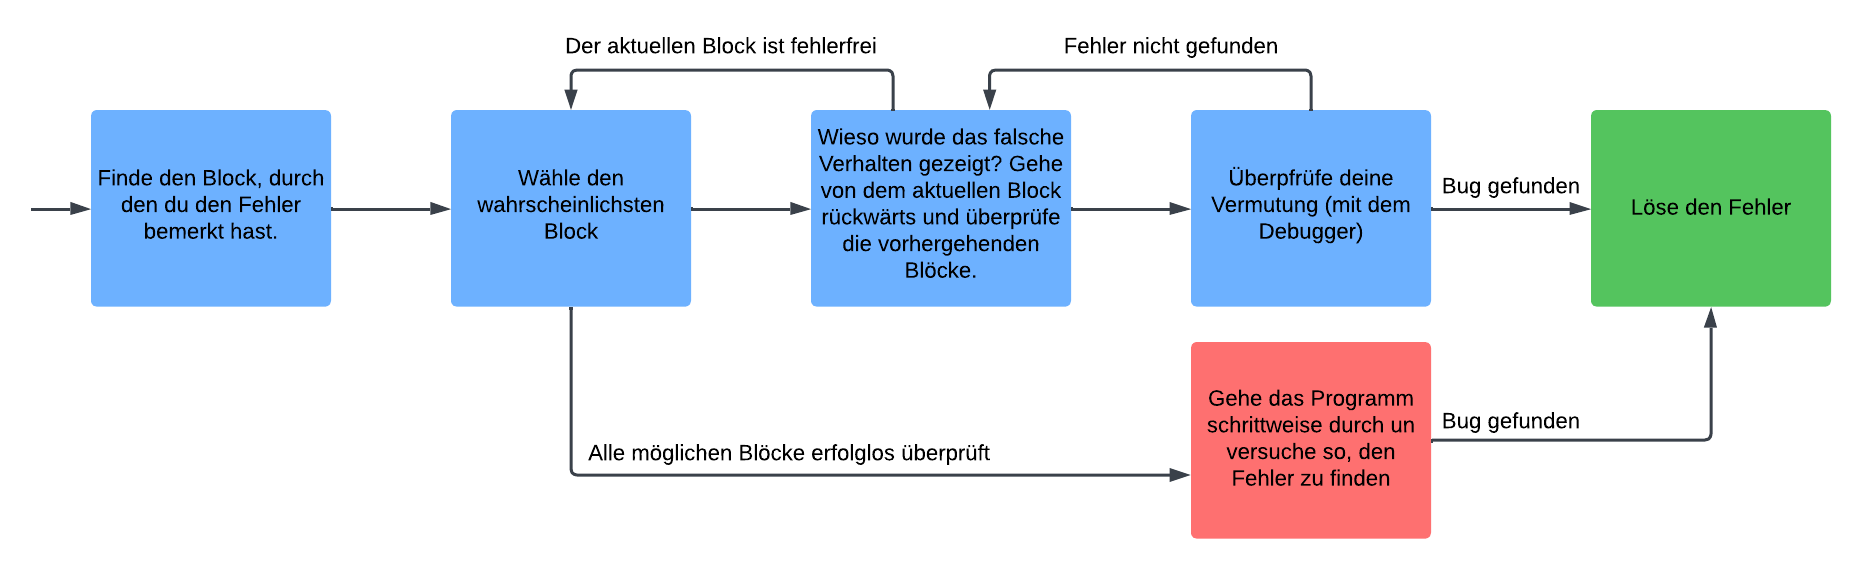 Der aktuellen Block ist fehlerfrei
Fehler nicht gefunden
Finde den Block, durch
den du den Fehler
bemerkt hast.
Wähle den
wahrscheinlichsten
Block
Wieso wurde das falsche
Verhalten gezeigt? Gehe
von dem aktuellen Block
rückwärts und überprüfe
die vorhergehenden
Blöcke.
Überpfrüfe deine
Vermutung (mit dem
Debugger)
Bug gefunden
Löse den Fehler
Alle möglichen Blöcke erfolglos überprüft
Gehe das Programm
schrittweise durch un
versuche so, den
Fehler zu finden
Bug gefunden